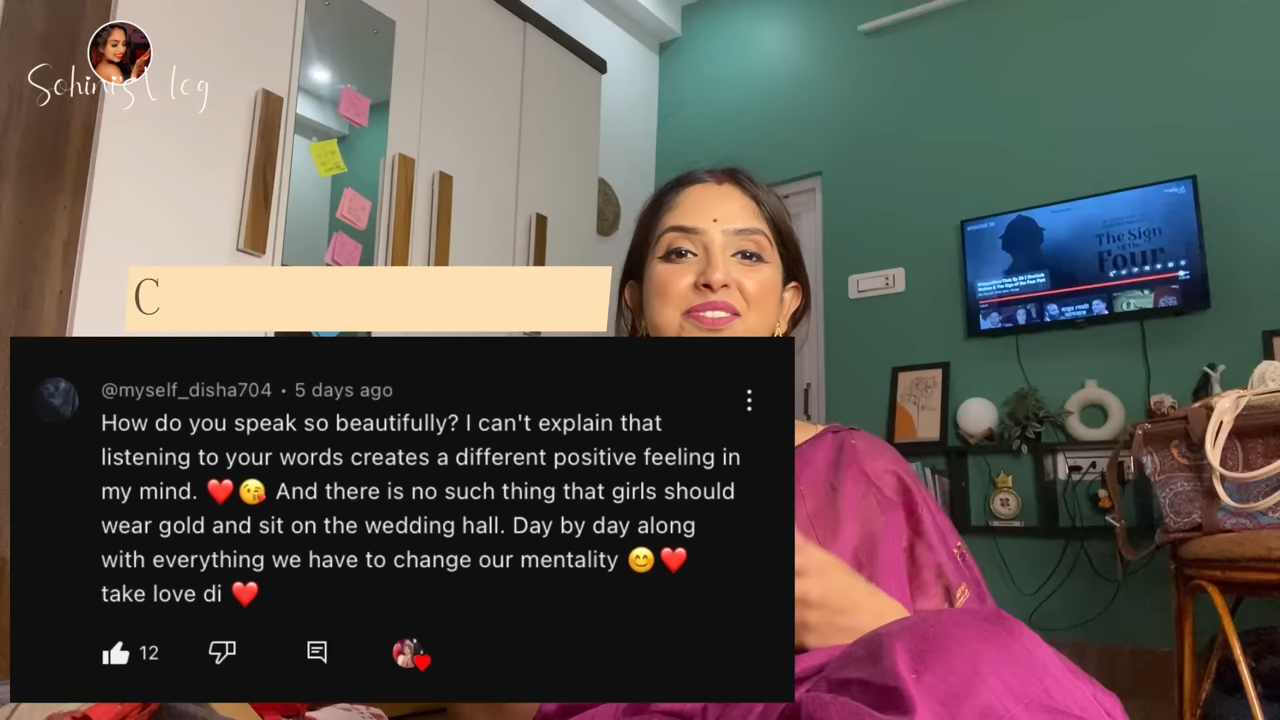 Sohini's Vlog
C
@myself_disha704 • 5 days ago
How do you speak so beautifully? I can't explain that
listening to your words creates a different positive feeling in
my mind. ❤️😘 And there is no such thing that girls should
wear gold and sit on the wedding hall. Day by day along
with everything we have to change our mentality 😊❤️
take love di ❤️
12
The Sign
of the
Four